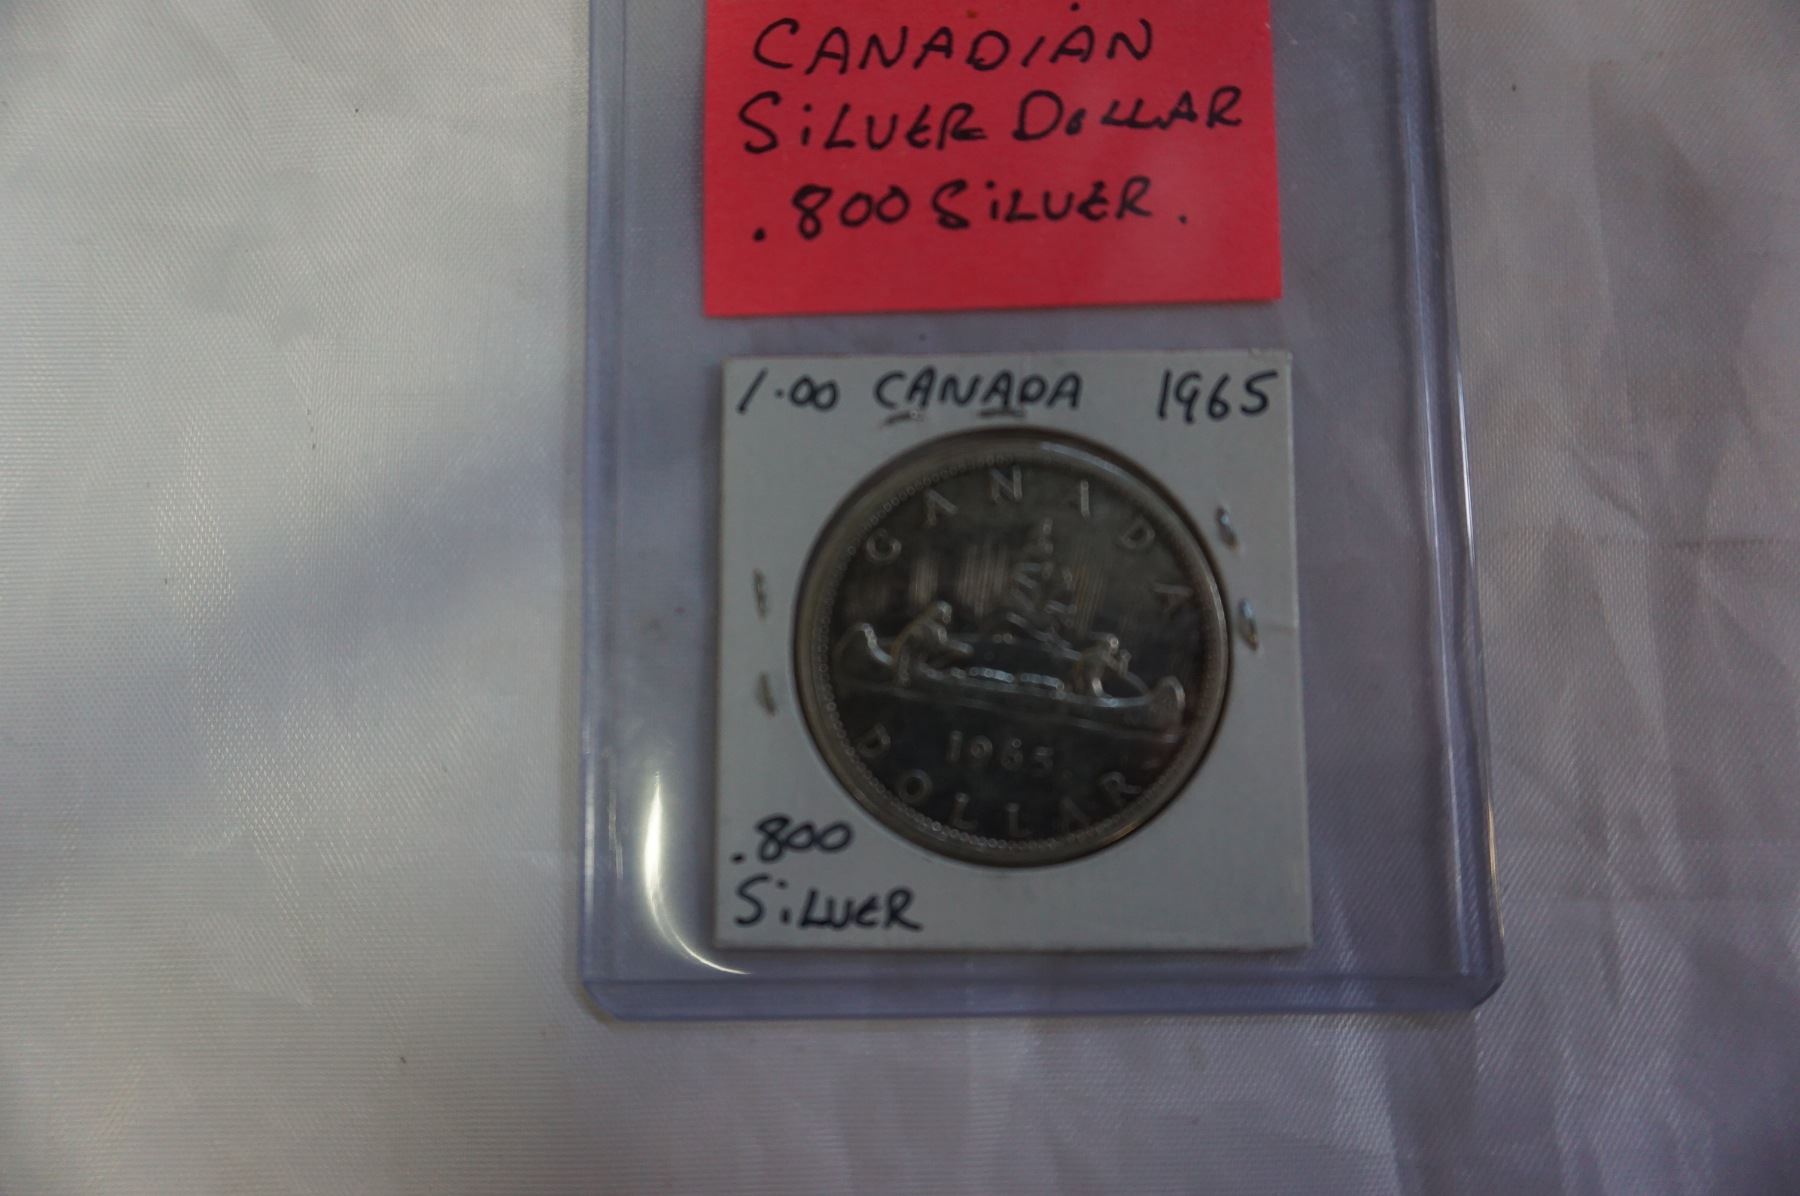 CANADIAN
SILVER DOLLAR
.800 SILVER.
1.00 CANADA 1965
CANADA
1965
DOLLAR
.800
SILVER